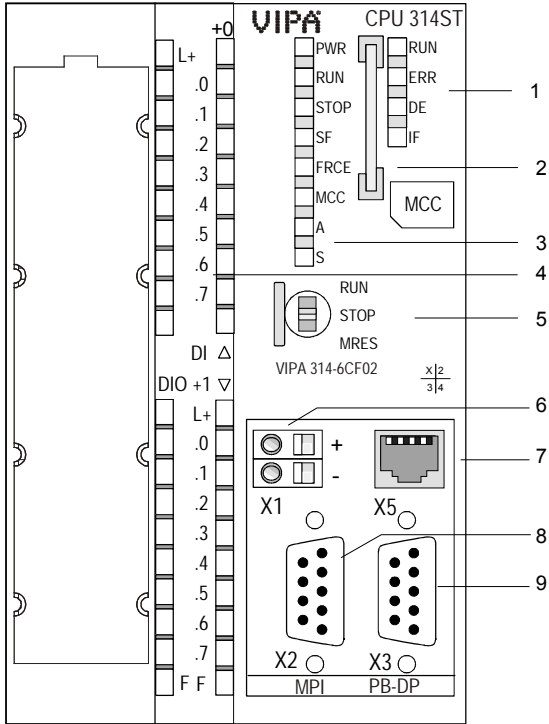 +0
VIPA CPU 314ST
L+
.0
.1
.2
.3
.4
.5
.6
.7
DI △
DIO +1 ▽
L+
.0
.1
.2
.3
.4
.5
.6
.7
F F
PWR
RUN
STOP
SF
FRCE
MCC
A
S
RUN
ERR
DE
IF
MCC
RUN
STOP
MRES
VIPA 314-6CF02
X 2
3 4
+
-
X1 X5
X2 X3
MPI PB-DP
1
2
3
4
5
6
7
8
9